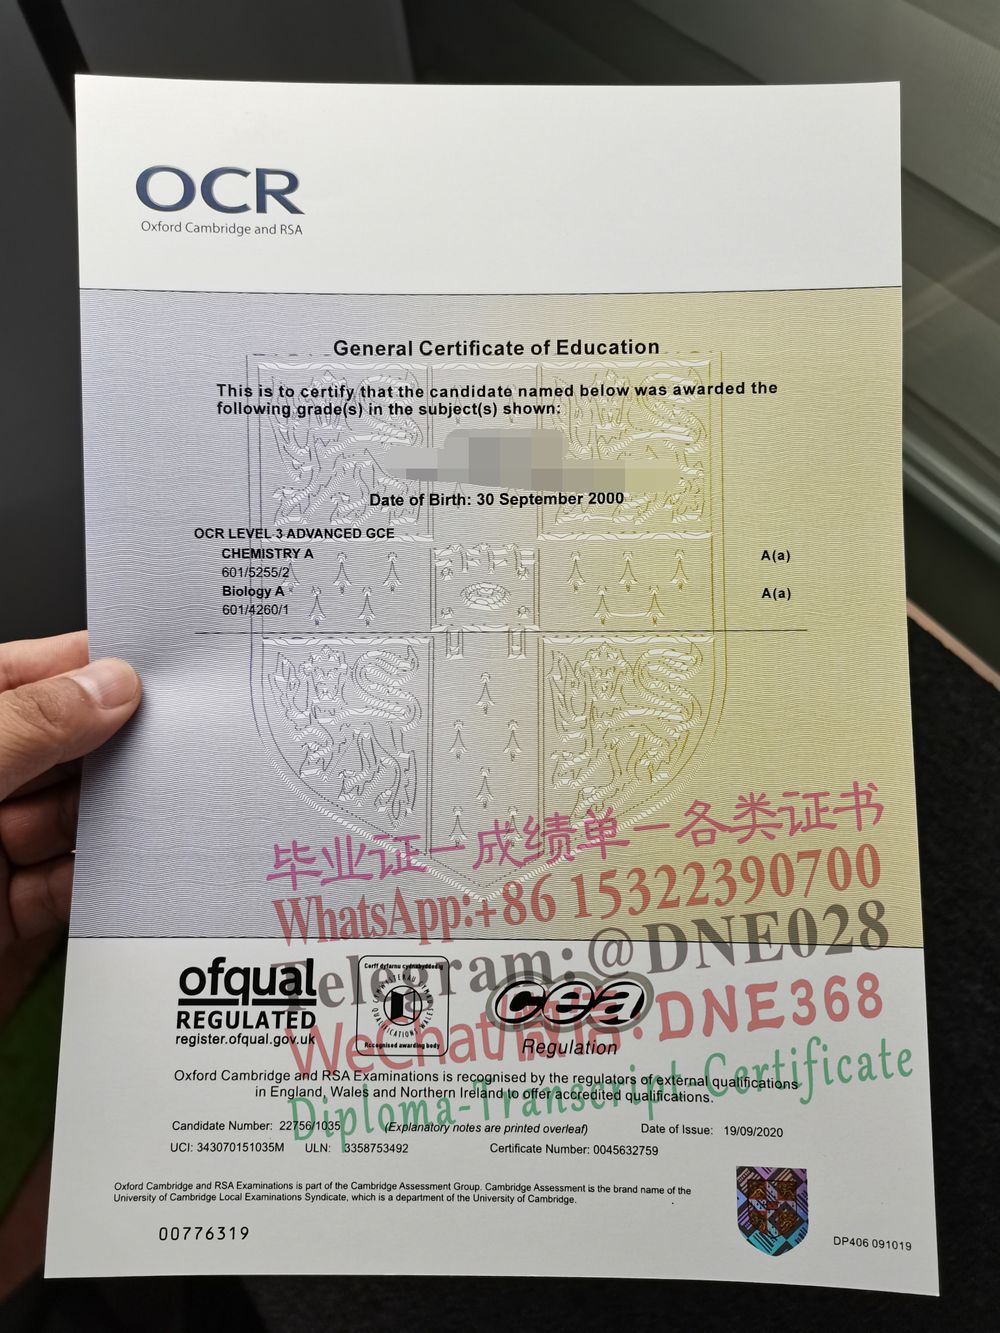 OCR
Oxford Cambridge and RSA
General Certificate of Education
This is to certify that the candidate named below was awarded the
following grade(s) in the subject(s) shown:
Date of Birth: 30 September 2000
OCR LEVEL 3 ADVANCED GCE
CHEMISTRY A A(a)
601/5255/2
Biology A A(a)
601/4260/1
毕业证—成绩单—各类证书
WhatsApp:+86 15322390700
Telegram:@DNE028
WeChat/微信:DNE368
Diploma-Transcript-Certificate
ofqual
REGULATED
register.ofqual.gov.uk
Corff dyfarnu cydnabyddedig
QUALIFICATIONS WALES
Recognised awarding body
cea
Regulation
Oxford Cambridge and RSA Examinations is recognised by the regulators of external qualifications
in England, Wales and Northern Ireland to offer accredited qualifications.
Candidate Number: 22756/1035 (Explanatory notes are printed overleaf) Date of Issue: 19/09/2020
UCI: 343070151035M ULN: 3358753492 Certificate Number: 0045632759
Oxford Cambridge and RSA Examinations is part of the Cambridge Assessment Group. Cambridge Assessment is the brand name of the
University of Cambridge Local Examinations Syndicate, which is a department of the University of Cambridge.
00776319
DP406 091019